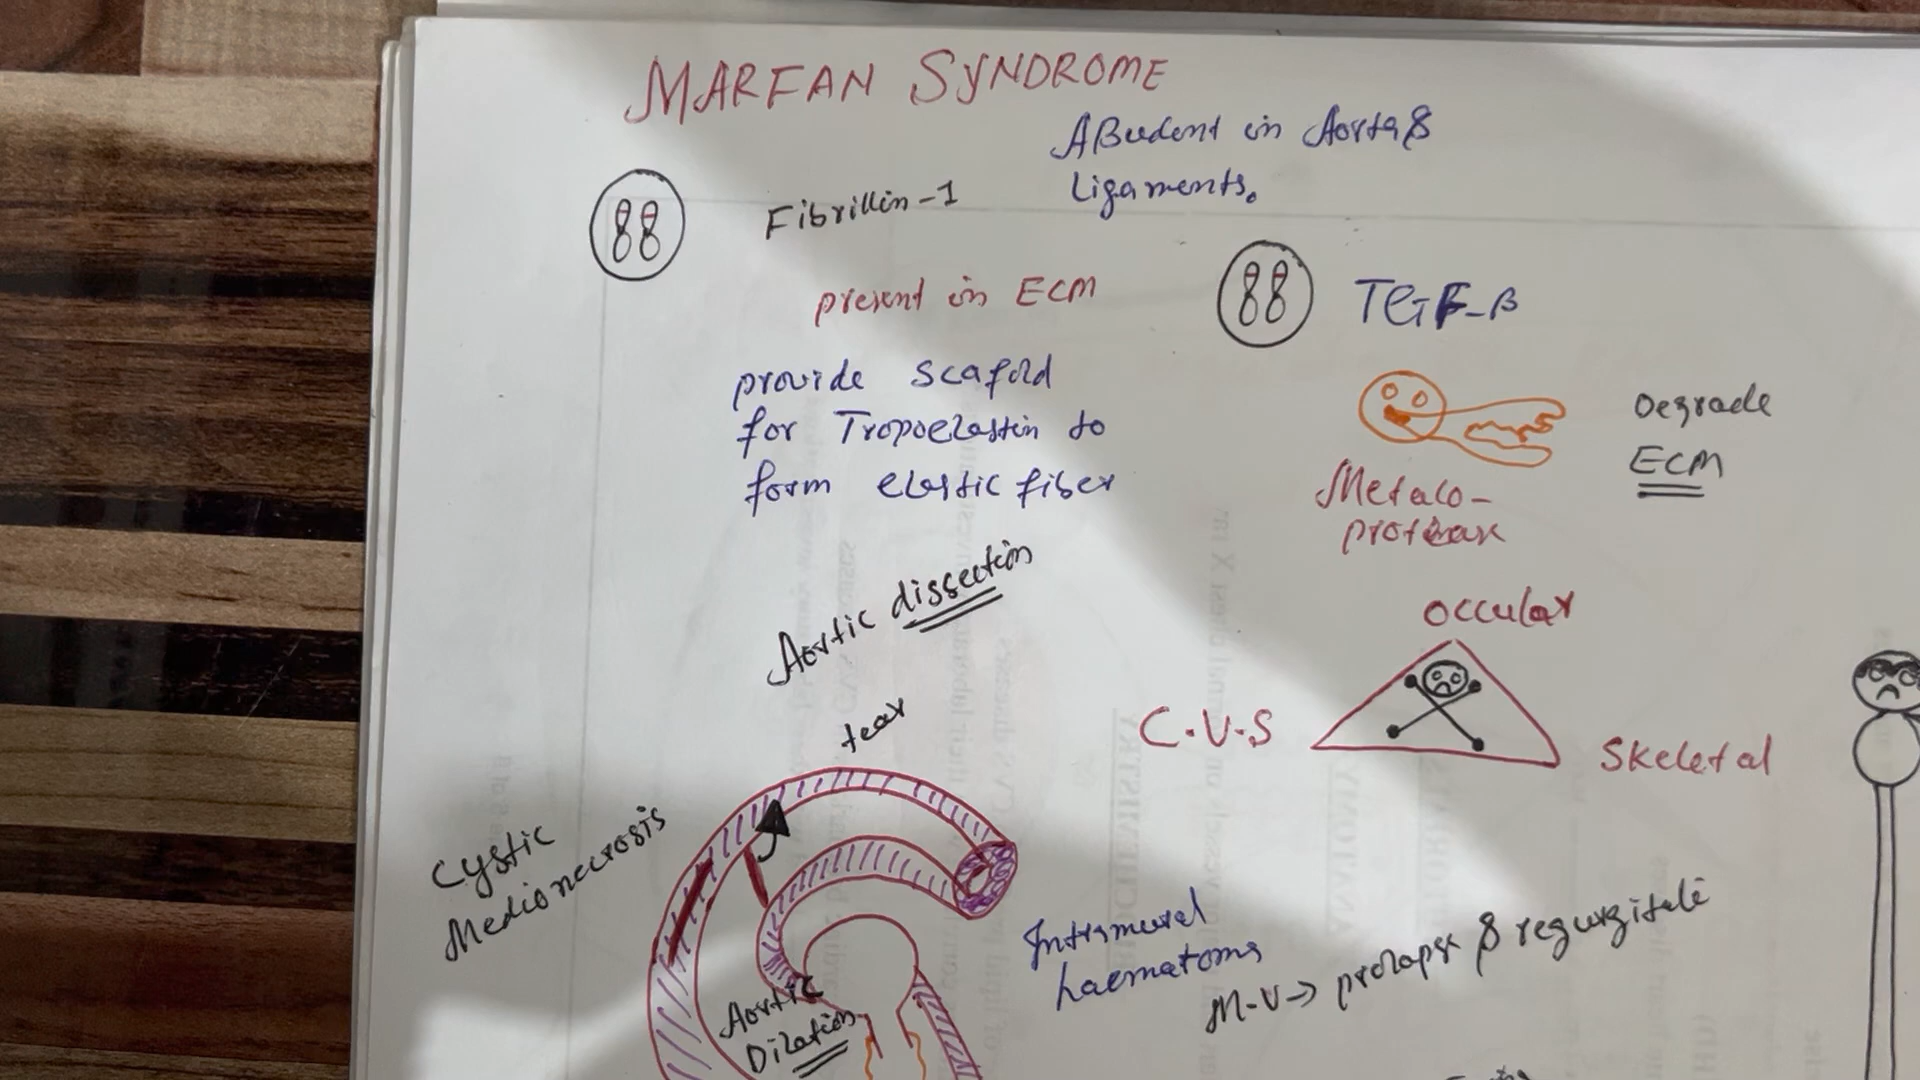 MARFAN SYNDROME
ABudent in Aorta &
Ligaments.
Fibrillin-1
present in ECM
TGF-B
provide scafold
for Tropoelastin to
form elastic fiber
Degrade
ECM
Metalo-
protinase
Aortic dissection
tear
Occular
C.V.S
Skeletal
Cystic
Medionecrosis
Intramural
haematoma
M.V→ prolapse & regurgitate
Aortic
Dilation